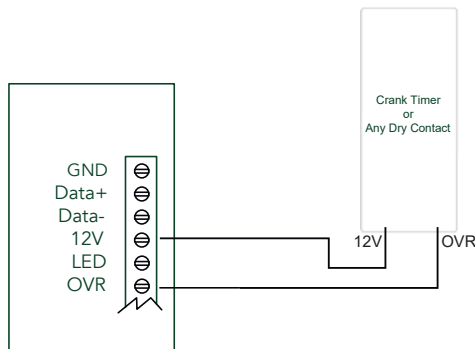 Crank Timer
or
Any Dry Contact
GND
Data+
Data-
12V
LED
OVR
12V
OVR